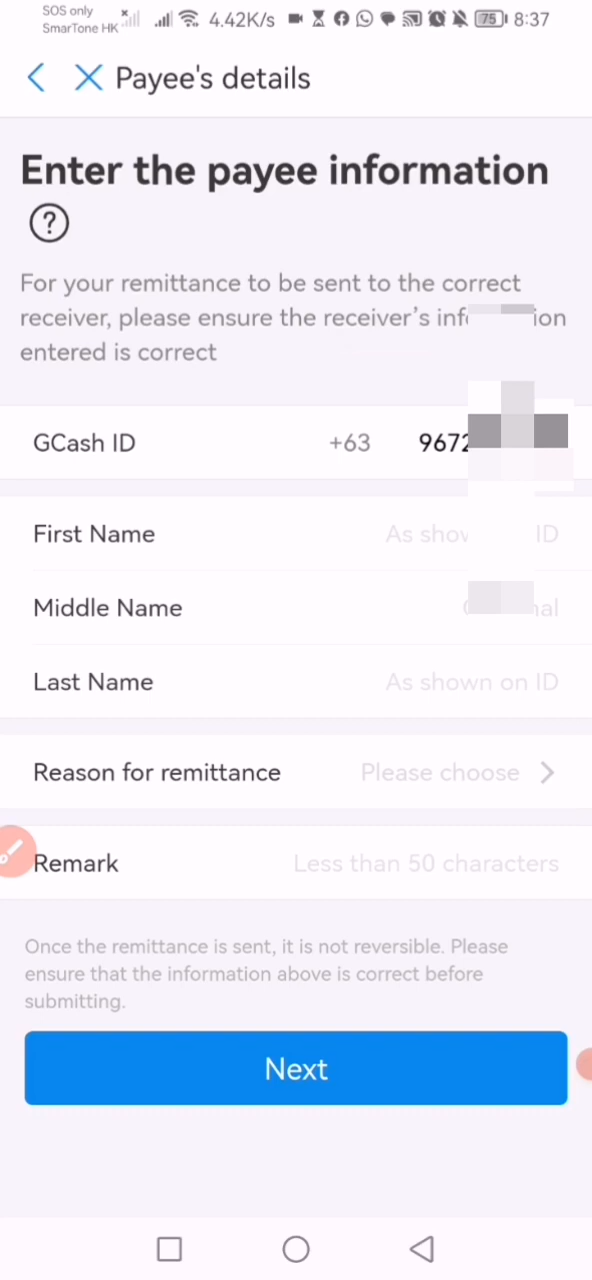 SOS only
SmarTone HK
4.42K/s 75 8:37
Payee's details
Enter the payee information
?
For your remittance to be sent to the correct
receiver, please ensure the receiver's inf ion
entered is correct
GCash ID +63 9672
First Name As show ID
Middle Name nal
Last Name As shown on ID
Reason for remittance Please choose
Remark Less than 50 characters
Once the remittance is sent, it is not reversible. Please
ensure that the information above is correct before
submitting.
Next